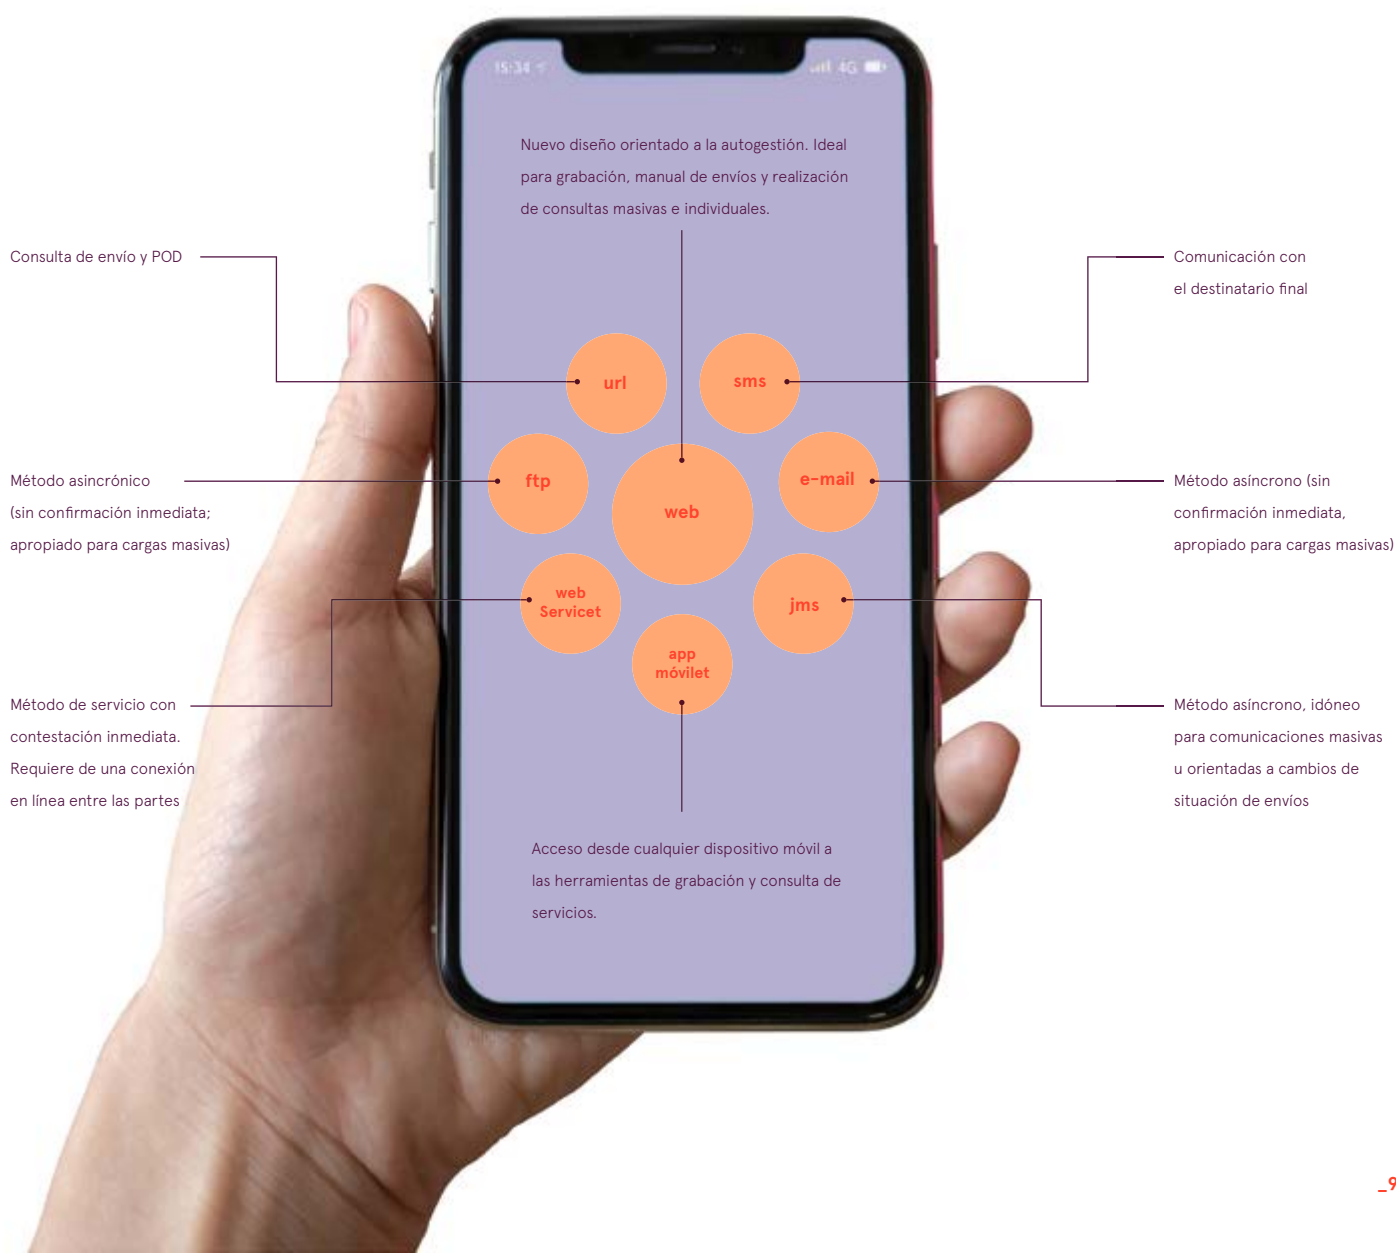 15:34
4G
Nuevo diseño orientado a la autogestión. Ideal
para grabación, manual de envíos y realización
de consultas masivas e individuales.
Consulta de envío y POD
Comunicación con
el destinatario final
url
sms
Método asincrónico
(sin confirmación inmediata;
apropiado para cargas masivas)
ftp
web
e-mail
Método asíncrono (sin
confirmación inmediata,
apropiado para cargas masivas)
web
Servicet
jms
app
móvilet
Método de servicio con
contestación inmediata.
Requiere de una conexión
en línea entre las partes
Método asíncrono, idóneo
para comunicaciones masivas
u orientadas a cambios de
situación de envíos
Acceso desde cualquier dispositivo móvil a
las herramientas de grabación y consulta de
servicios.
_9